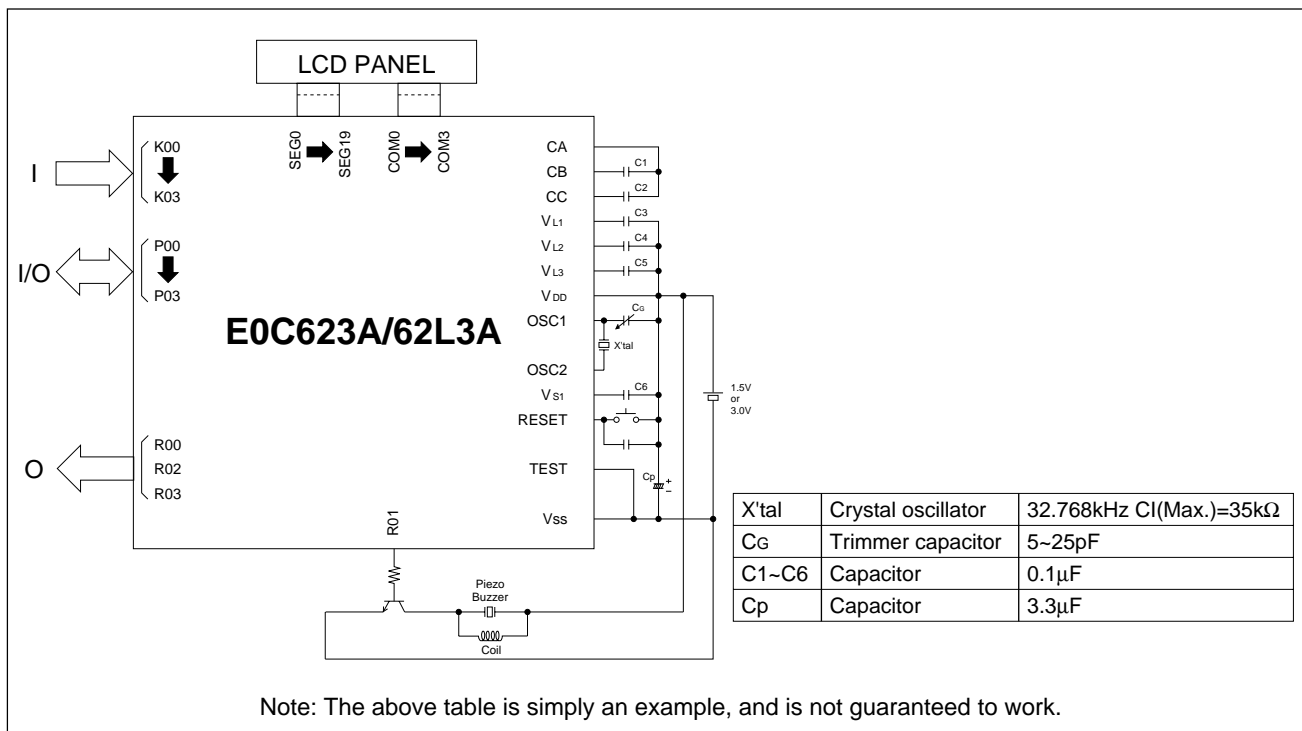 LCD PANEL
SEG0
SEG19
COM0
COM3
I
K00
K03
I/O
P00
P03
E0C623A/62L3A
O
R00
R02
R03
R01
CA
CB
CC
VL1
VL2
VL3
VDD
OSC1
OSC2
VS1
RESET
TEST
VSS
C1
C2
C3
C4
C5
CG
X'tal
C6
Cp
+
–
1.5V
or
3.0V
Piezo
Buzzer
Coil
X'tal Crystal oscillator 32.768kHz CI(Max.)=35kΩ
CG Trimmer capacitor 5~25pF
C1~C6 Capacitor 0.1µF
Cp Capacitor 3.3µF
Note: The above table is simply an example, and is not guaranteed to work.